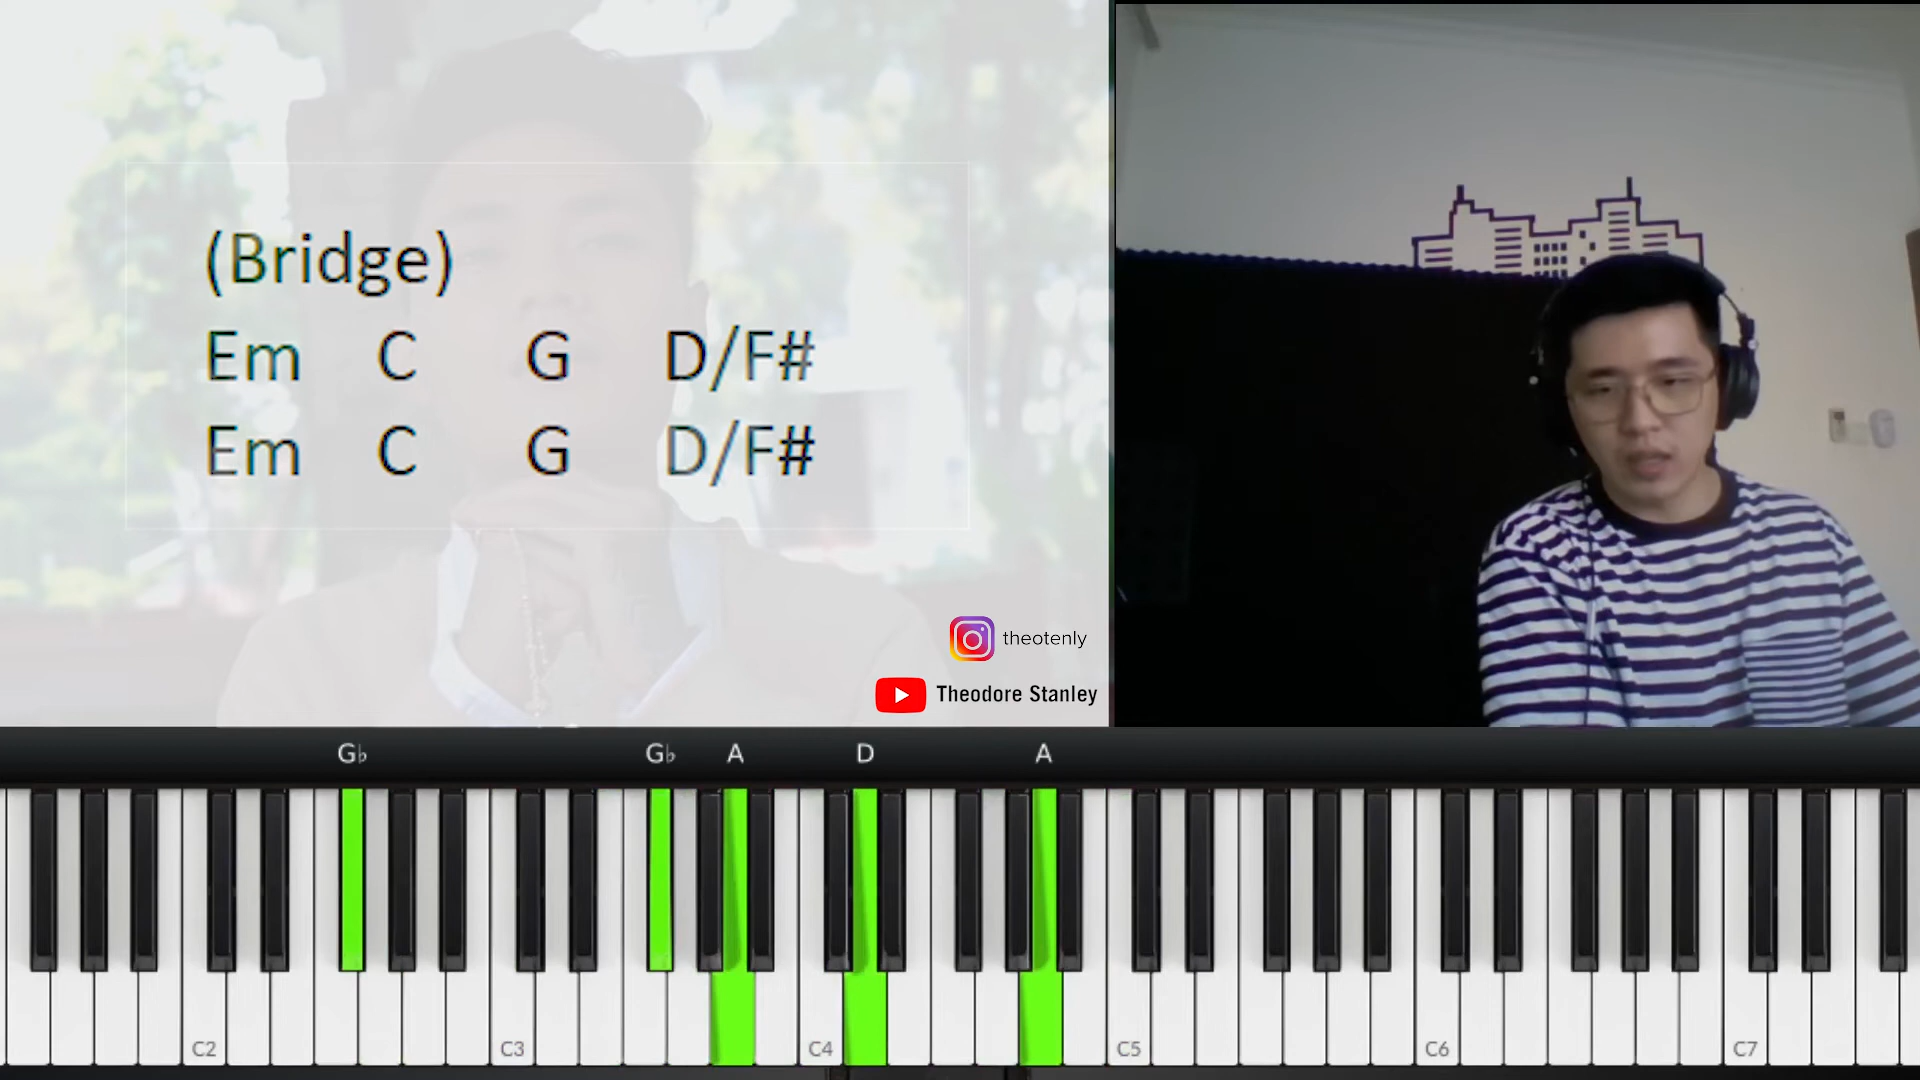 (Bridge)
Em C G D/F#
Em C G D/F#
theotenly
Theodore Stanley
G♭ G♭ A D A
C2 C3 C4 C5 C6 C7